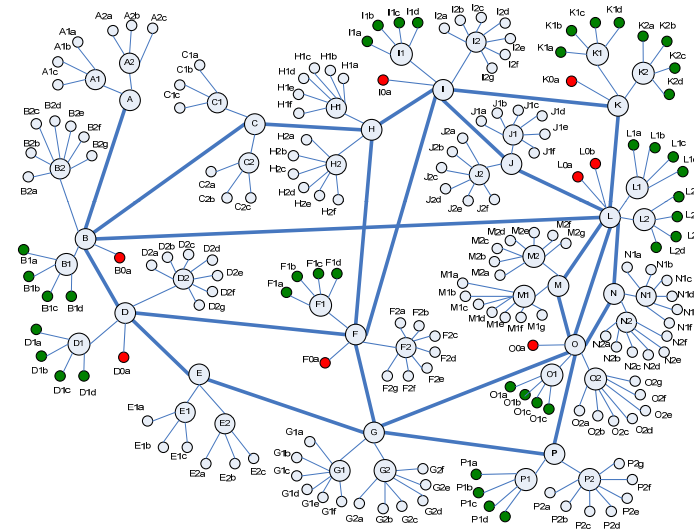 A2a
A2b
A2c
A1a
A1b
A1c
A2
A1
A
B2c
B2d
B2e
B2f
B2g
B2b
B2a
B2
C1a
C1b
C1c
C1
C
C2
C2a
C2b
C2c
H1c
H1b
H1d
H1a
H1e
H1f
H1
H
H2a
H2b
H2c
H2d
H2e
H2f
H2
I1b
I1c
I1d
I1a
I1
I0a
I
I2a
I2b
I2c
I2d
I2e
I2f
I2g
I2
K1b
K1c
K1d
K1a
K1
K0a
K
K2a
K2b
K2c
K2d
K2
J1a
J1b
J1c
J1d
J1e
J1f
J1
J
J2a
J2b
J2c
J2d
J2e
J2f
J2
L0b
L0a
L
L1a
L1b
L1c
L1
L2
L2d
B
B0a
B1
B1a
B1b
B1c
B1d
D2a
D2b
D2c
D2d
D2e
D2f
D2g
D2
D
D0a
D1
D1a
D1b
D1c
D1d
E
E1
E1a
E1b
E1c
E2
E2a
E2b
E2c
F1b
F1c
F1d
F1a
F1
F
F0a
F2a
F2b
F2c
F2d
F2e
F2f
F2g
F2
G
G1a
G1b
G1c
G1d
G1e
G1f
G1
G2
G2a
G2b
G2c
G2d
G2e
G2f
M2f
M2e
M2g
M2d
M2c
M2b
M2a
M2
M
M1a
M1b
M1c
M1d
M1e
M1f
M1g
M1
N
N1a
N1b
N1c
N1d
N1f
N1
N2
N2a
N2b
N2c
N2d
N2e
N2f
O0a
O
O1
O1a
O1b
O1c
O1c
O2
O2a
O2b
O2c
O2d
O2e
O2f
O2g
P
P1
P1a
P1b
P1c
P1d
P2
P2a
P2b
P2c
P2d
P2e
P2f
P2g